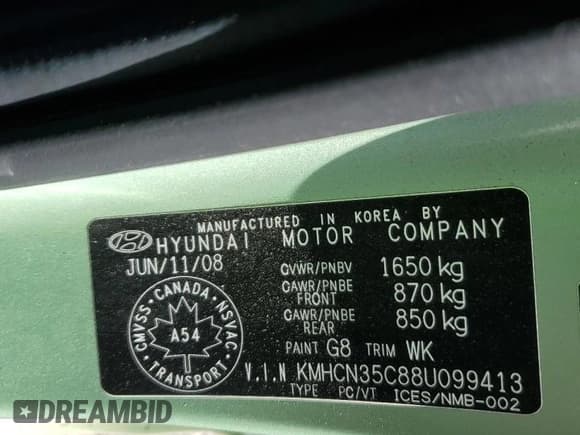 MANUFACTURED IN KOREA BY
HYUNDAI MOTOR COMPANY
JUN/11/08
GVWR/PNBV 1650 kg
GAWR/PNBE FRONT 870 kg
GAWR/PNBE REAR 850 kg
PAINT G8 TRIM WK
V.I.N KMHCN35C88U099413
TYPE PC/VT ICES/NMB-002
CMVSS · CANADA · NSVAC · TRANSPORT ·
A54
DREAMBID